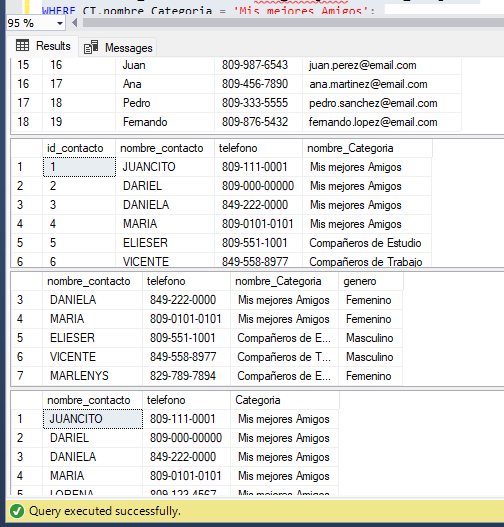 WHERE CT.nombre_Categoria = 'Mis mejores Amigos';
95 %
Results Messages
15 16 Juan 809-987-6543 juan.perez@email.com
16 17 Ana 809-456-7890 ana.martinez@email.com
17 18 Pedro 809-333-5555 pedro.sanchez@email.com
18 19 Fernando 809-876-5432 fernando.lopez@email.com
id_contacto nombre_contacto telefono nombre_Categoria
1 1 JUANCITO 809-111-0001 Mis mejores Amigos
2 2 DARIEL 809-000-00000 Mis mejores Amigos
3 3 DANIELA 849-222-0000 Mis mejores Amigos
4 4 MARIA 809-0101-0101 Mis mejores Amigos
5 5 ELIESER 809-551-1001 Compañeros de Estudio
6 6 VICENTE 849-558-8977 Compañeros de Trabajo
nombre_contacto telefono nombre_Categoria genero
3 DANIELA 849-222-0000 Mis mejores Amigos Femenino
4 MARIA 809-0101-0101 Mis mejores Amigos Femenino
5 ELIESER 809-551-1001 Compañeros de E... Masculino
6 VICENTE 849-558-8977 Compañeros de T... Masculino
7 MARLENYS 829-789-7894 Compañeros de E... Femenino
nombre_contacto telefono Categoria
1 JUANCITO 809-111-0001 Mis mejores Amigos
2 DARIEL 809-000-00000 Mis mejores Amigos
3 DANIELA 849-222-0000 Mis mejores Amigos
4 MARIA 809-0101-0101 Mis mejores Amigos
5 LORENA 809-123-4567 Mis mejores Amigos
Query executed successfully.